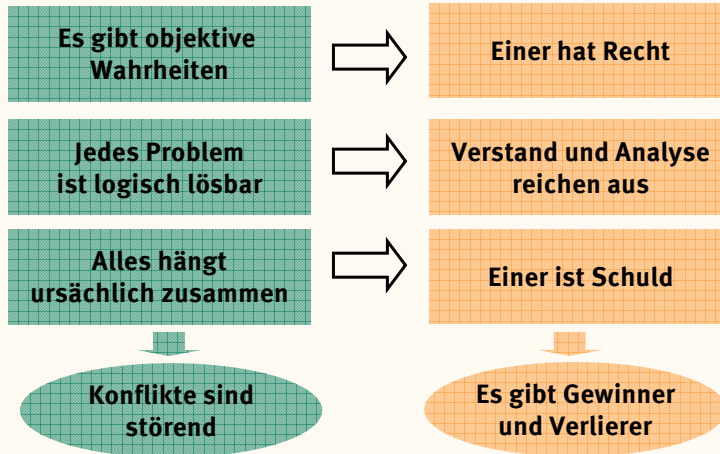 Es gibt objektive
Wahrheiten
Einer hat Recht
Jedes Problem
ist logisch lösbar
Verstand und Analyse
reichen aus
Alles hängt
ursächlich zusammen
Einer ist Schuld
Konflikte sind
störend
Es gibt Gewinner
und Verlierer